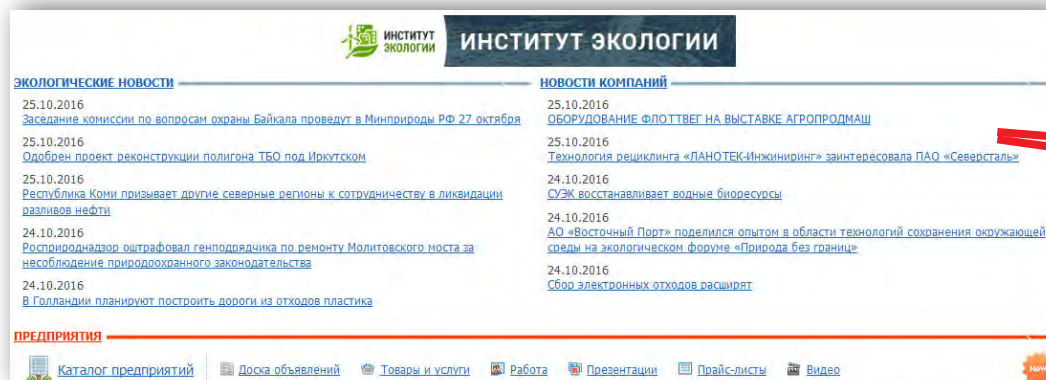 ИНСТИТУТ
ЭКОЛОГИИ
ИНСТИТУТ ЭКОЛОГИИ
ЭКОЛОГИЧЕСКИЕ НОВОСТИ
25.10.2016
Заседание комиссии по вопросам охраны Байкала проведут в Минприроды РФ 27 октября
25.10.2016
Одобрен проект реконструкции полигона ТБО под Иркутском
25.10.2016
Республика Коми призывает другие северные регионы к сотрудничеству в ликвидации
разливов нефти
24.10.2016
Росприроднадзор оштрафовал генподрядчика по ремонту Молитовского моста за
несоблюдение природоохранного законодательства
24.10.2016
В Голландии планируют построить дороги из отходов пластика
НОВОСТИ КОМПАНИЙ
25.10.2016
ОБОРУДОВАНИЕ ФЛОТТВЕГ НА ВЫСТАВКЕ АГРОПРОДМАШ
25.10.2016
Технология рециклинга «ЛАНОТЕК-Инжиниринг» заинтересовала ПАО «Северсталь»
24.10.2016
СУЭК восстанавливает водные биоресурсы
24.10.2016
АО «Восточный Порт» поделился опытом в области технологий сохранения окружающей
среды на экологическом форуме «Природа без границ»
24.10.2016
Сбор электронных отходов расширят
ПРЕДПРИЯТИЯ
Каталог предприятий Доска объявлений Товары и услуги Работа Презентации Прайс-листы Видео
New